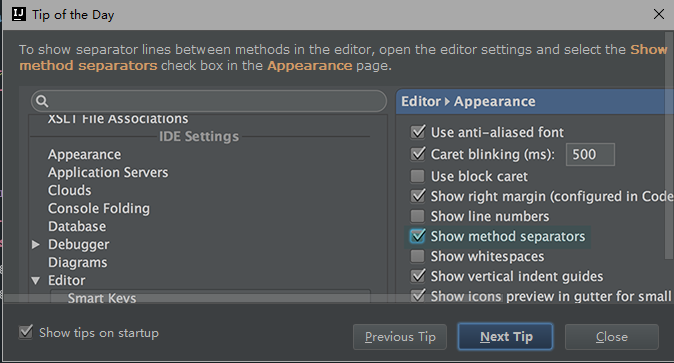 IJ Tip of the Day
To show separator lines between methods in the editor, open the editor settings and select the Show
method separators check box in the Appearance page.
XSLT File Associations
IDE Settings
Appearance
Application Servers
Clouds
Console Folding
Database
Debugger
Diagrams
Editor
Smart Keys
Editor ▸ Appearance
Use anti-aliased font
Caret blinking (ms): 500
Use block caret
Show right margin (configured in Code
Show line numbers
Show method separators
Show whitespaces
Show vertical indent guides
Show icons preview in gutter for small
Show tips on startup
Previous Tip
Next Tip
Close